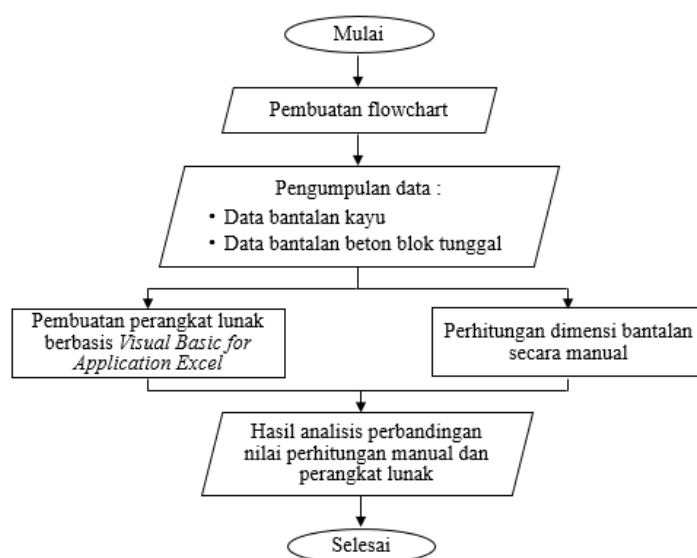 Mulai
Pembuatan flowchart
Pengumpulan data :
• Data bantalan kayu
• Data bantalan beton blok tunggal
Pembuatan perangkat lunak
berbasis Visual Basic for
Application Excel
Perhitungan dimensi bantalan
secara manual
Hasil analisis perbandingan
nilai perhitungan manual dan
perangkat lunak
Selesai